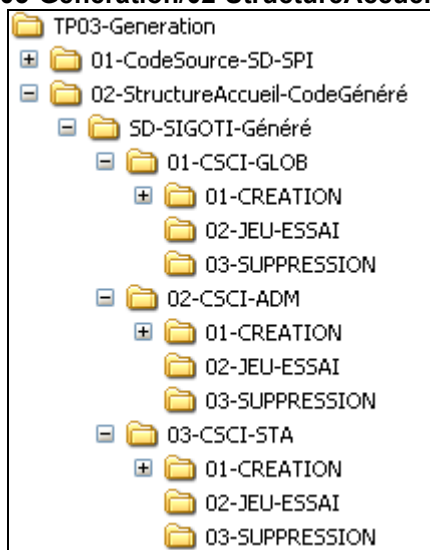 TP03-Generation
01-CodeSource-SD-SPI
02-StructureAccueil-CodeGénéré
SD-SIGOTI-Généré
01-CSCI-GLOB
01-CREATION
02-JEU-ESSAI
03-SUPPRESSION
02-CSCI-ADM
01-CREATION
02-JEU-ESSAI
03-SUPPRESSION
03-CSCI-STA
01-CREATION
02-JEU-ESSAI
03-SUPPRESSION